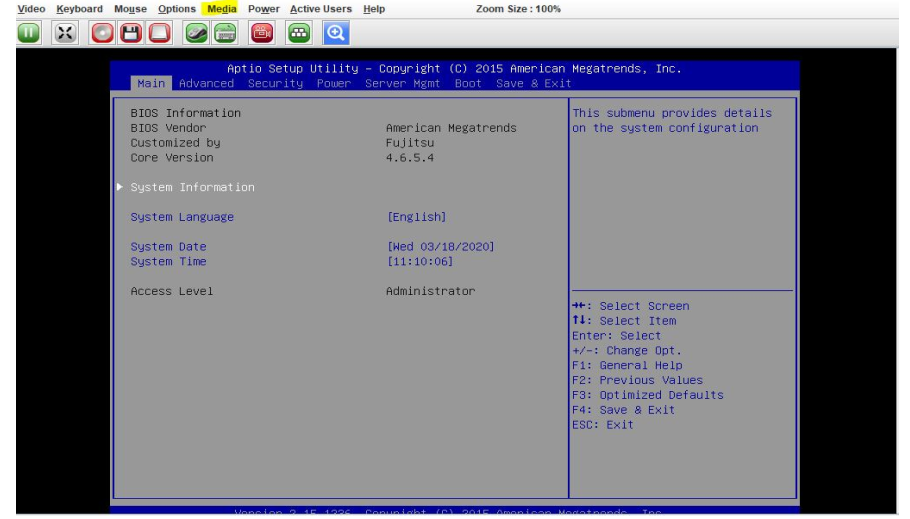 Video Keyboard Mouse Options Media Power Active Users Help Zoom Size : 100%
Aptio Setup Utility – Copyright (C) 2015 American Megatrends, Inc.
Main Advanced Security Power Server Mgmt Boot Save & Exit
BIOS Information
BIOS Vendor American Megatrends
Customized by Fujitsu
Core Version 4.6.5.4
System Information
System Language [English]
System Date [Wed 03/18/2020]
System Time [11:10:06]
Access Level Administrator
This submenu provides details
on the system configuration
: Select Screen
↑↓: Select Item
Enter: Select
+/-: Change Opt.
F1: General Help
F2: Previous Values
F3: Optimized Defaults
F4: Save & Exit
ESC: Exit
Version 2.15.1236. Copyright (C) 2015 American Megatrends, Inc.